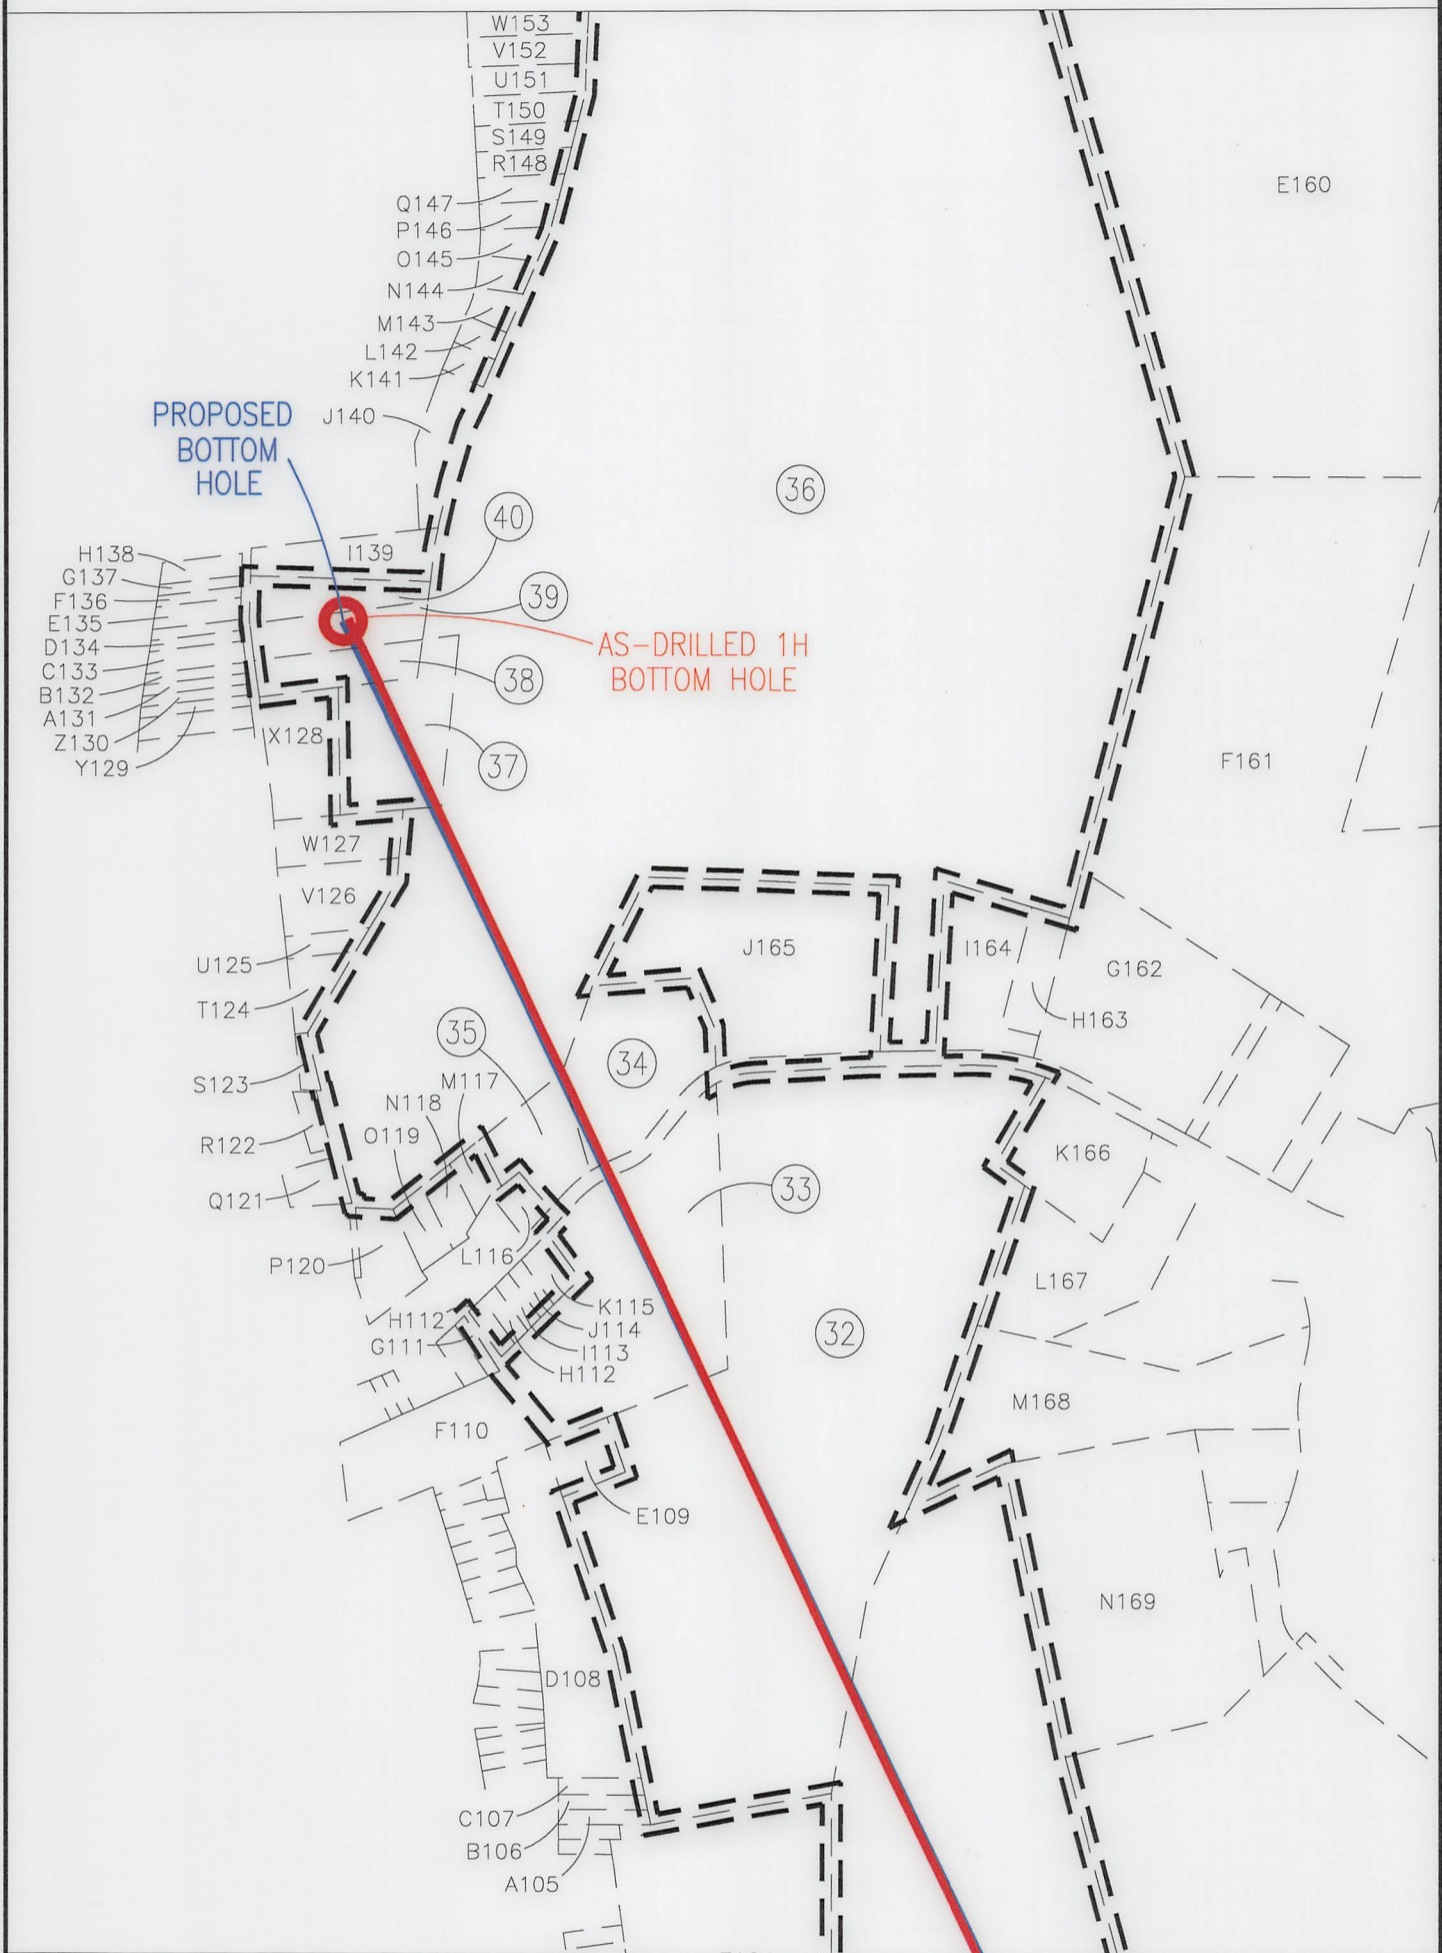 W153
V152
U151
T150
S149
R148
Q147
P146
O145
N144
M143
L142
K141
J140
E160
PROPOSED
BOTTOM
HOLE
36
40
I139
H138
G137
F136
E135
D134
C133
B132
A131
Z130
Y129
39
AS-DRILLED 1H
BOTTOM HOLE
38
X128
37
F161
W127
V126
U125
T124
J165
I164
G162
H163
35
34
S123
M117
N118
O119
R122
Q121
K166
33
P120
L116
L167
H112
G111
K115
J114
I113
H112
32
F110
M168
E109
N169
D108
C107
B106
A105